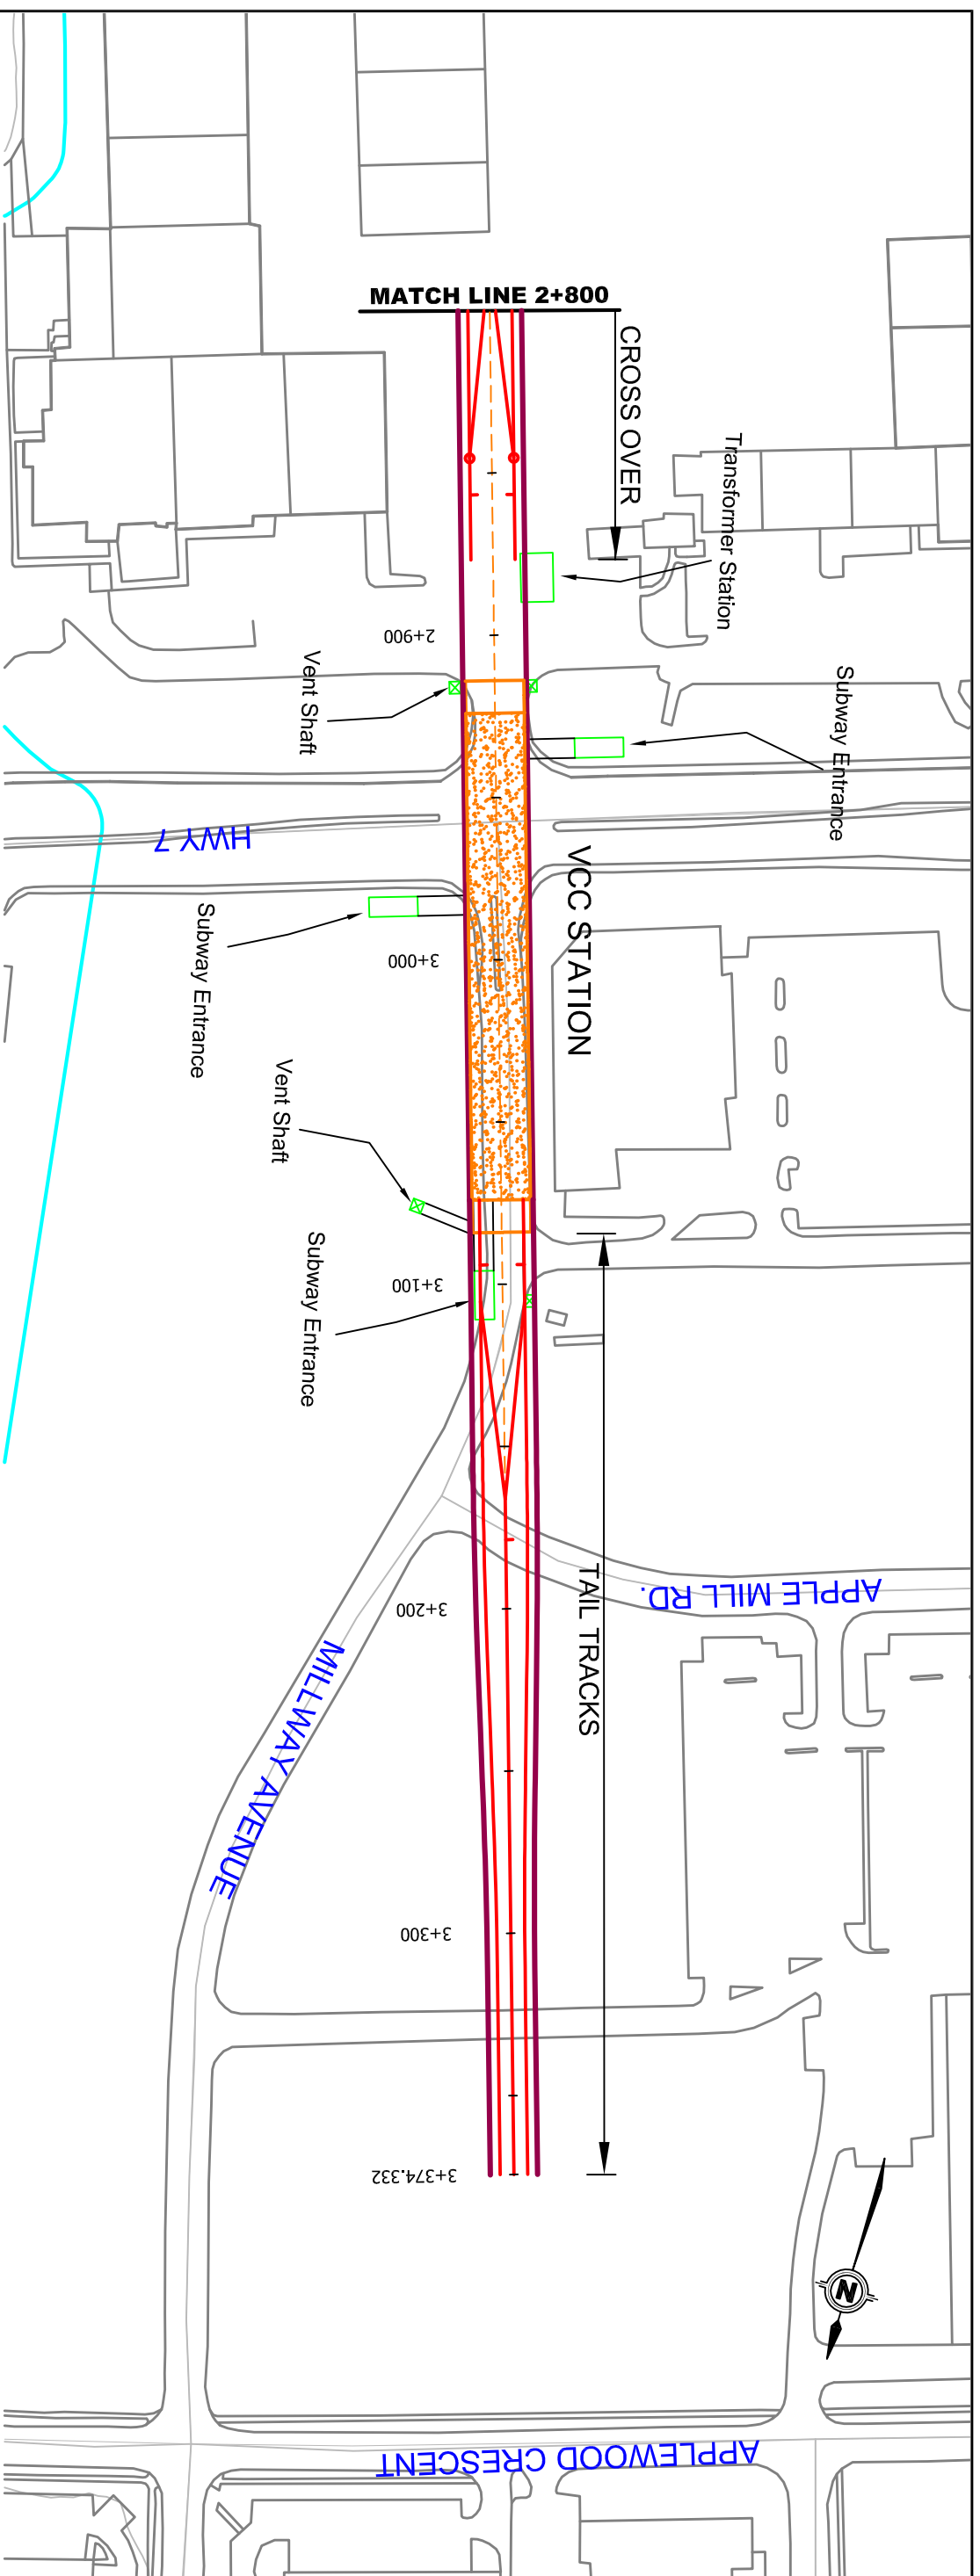 MATCH LINE 2+800
CROSS OVER
Transformer Station
2+900
Vent Shaft
Subway Entrance
HWY 7
VCC STATION
Subway Entrance
3+000
Vent Shaft
Subway Entrance
3+100
APPLE MILL RD.
TAIL TRACKS
3+200
MILLWAY AVENUE
3+300
3+374.332
N
APPLEWOOD CRESCENT